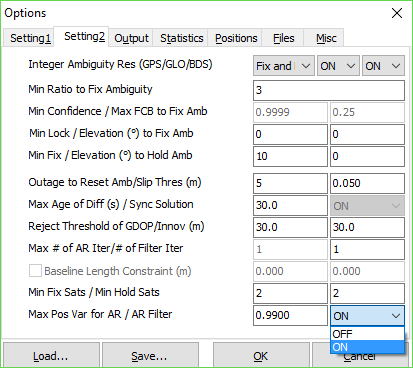 Options
Setting1 Setting2 Output Statistics Positions Files Misc
Integer Ambiguity Res (GPS/GLO/BDS) Fix and ON ON
Min Ratio to Fix Ambiguity 3
Min Confidence / Max FCB to Fix Amb 0.9999 0.25
Min Lock / Elevation (°) to Fix Amb 0 0
Min Fix / Elevation (°) to Hold Amb 10 0
Outage to Reset Amb/Slip Thres (m) 5 0.050
Max Age of Diff (s) / Sync Solution 30.0 ON
Reject Threshold of GDOP/Innov (m) 30.0 30.0
Max # of AR Iter/# of Filter Iter 1 1
Baseline Length Constraint (m) 0.000 0.000
Min Fix Sats / Min Hold Sats 2 2
Max Pos Var for AR / AR Filter 0.9900 ON
OFF
ON
Load... Save... OK Cancel